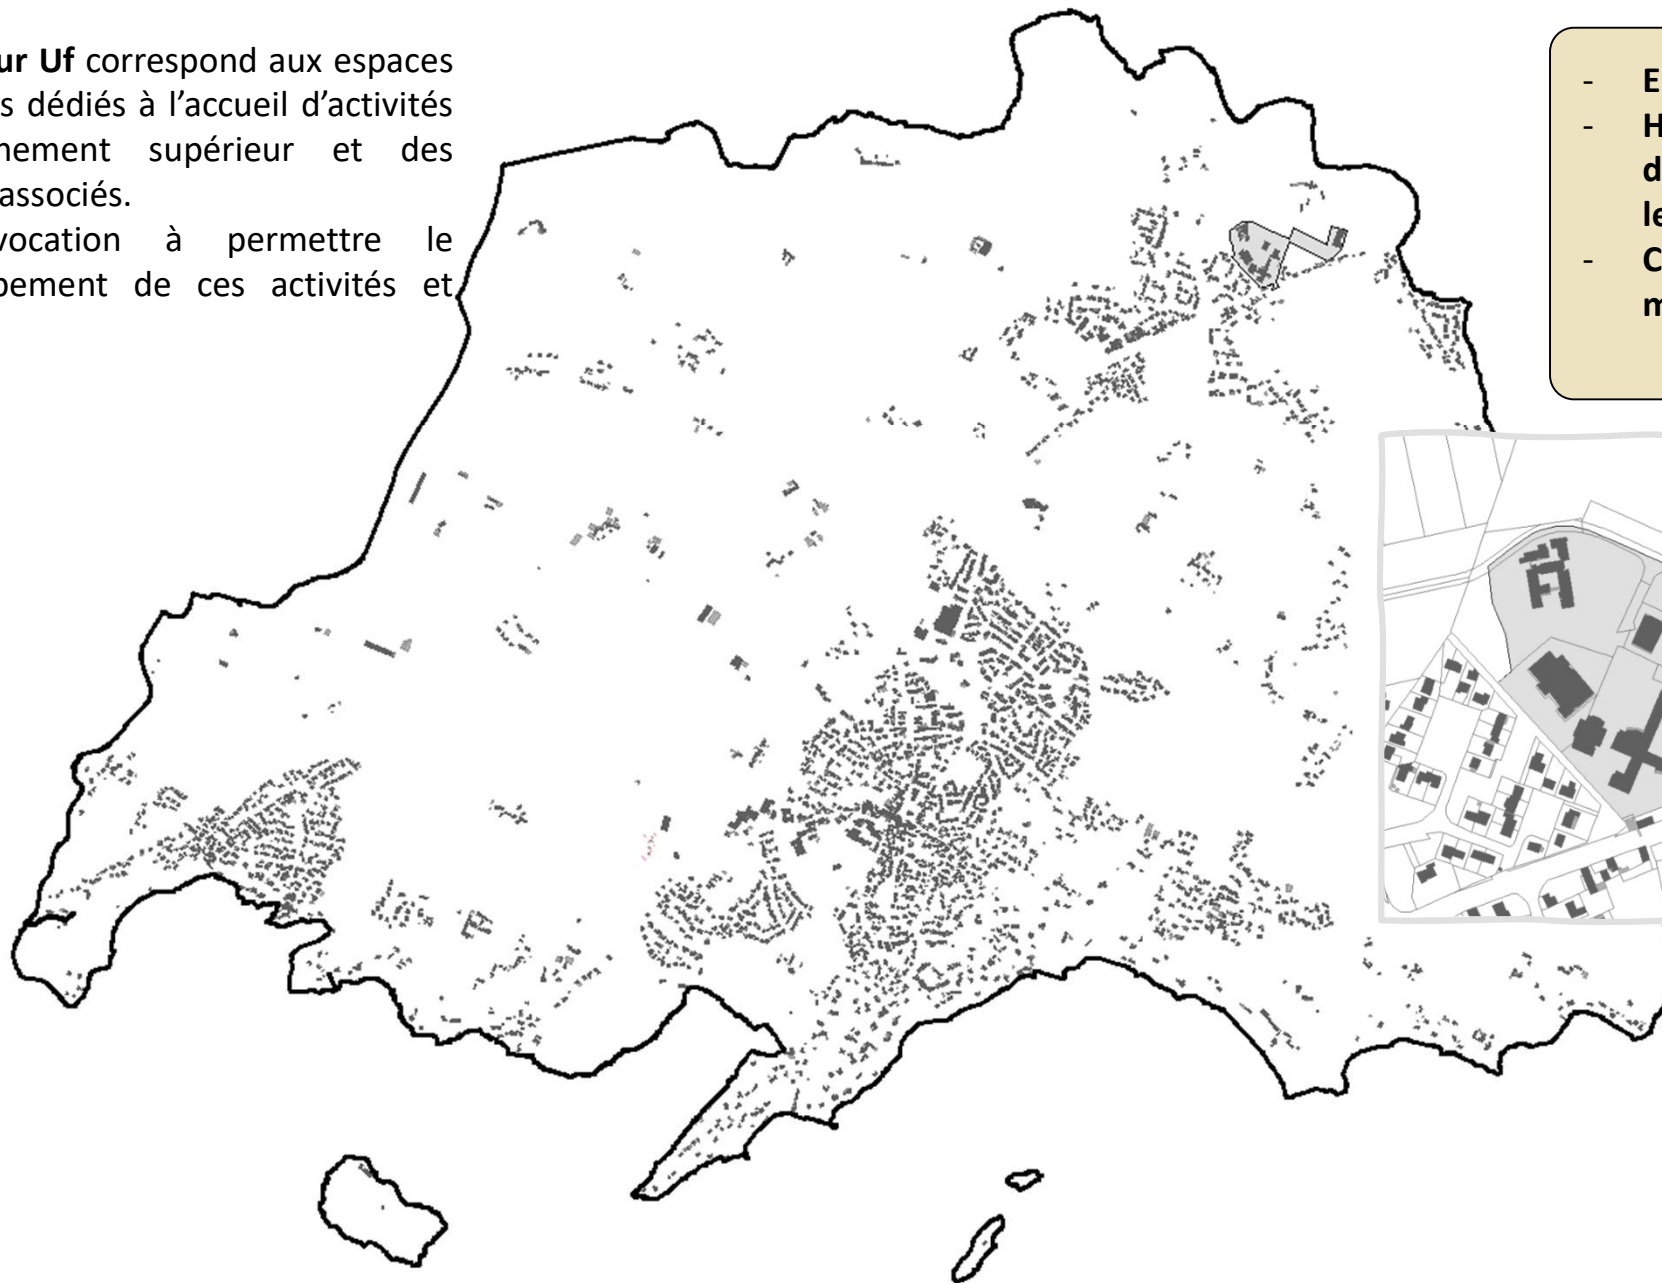 ur Uf correspond aux espaces
s dédiés à l’accueil d’activités
nement supérieur et des
associés.
vocation à permettre le
pement de ces activités et
- E
- H
d
le
- C
m